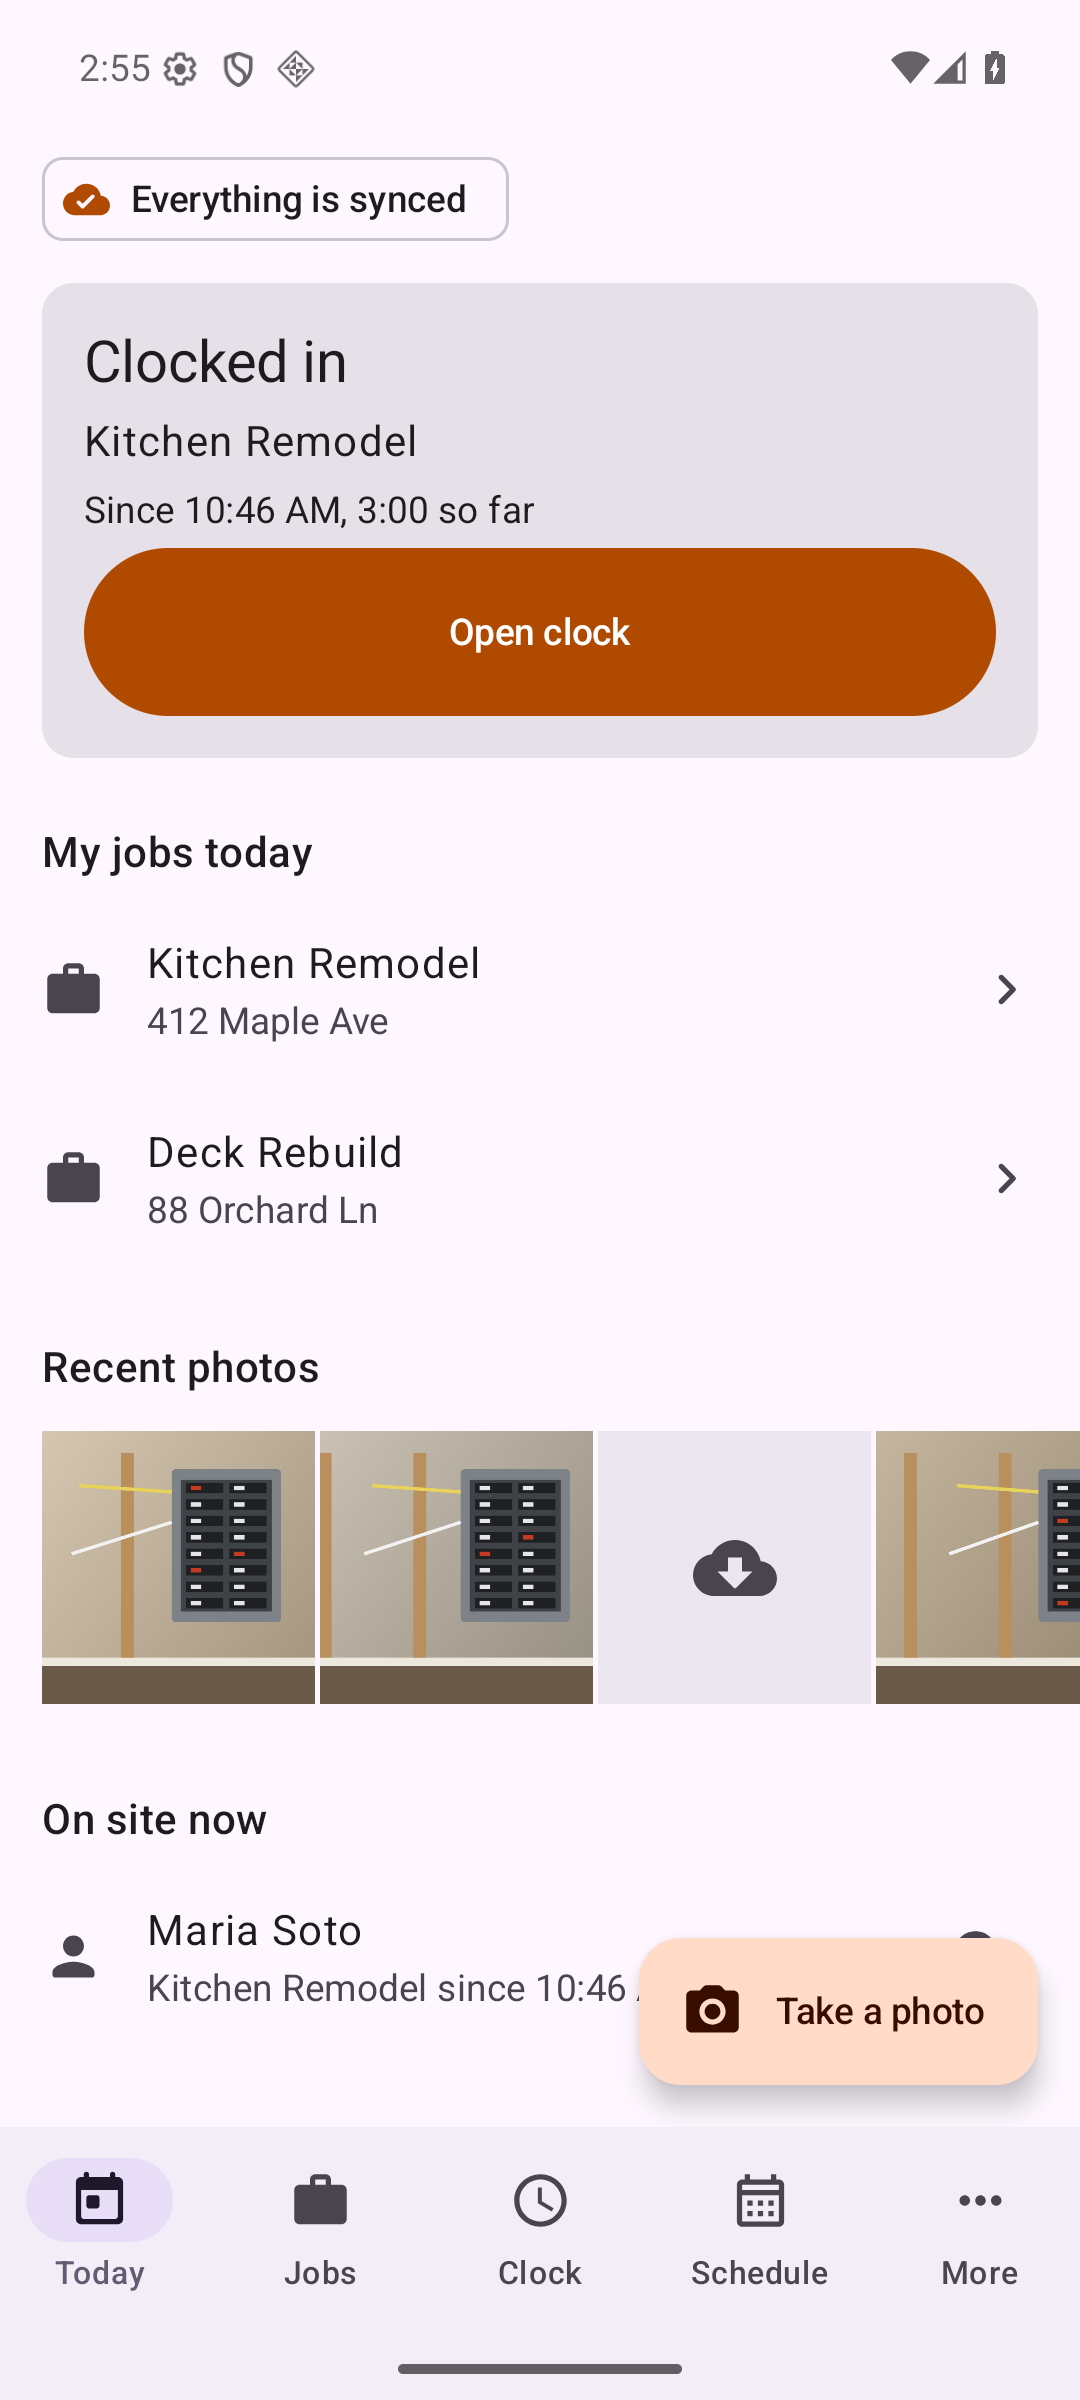 2:55
Everything is synced
Clocked in
Kitchen Remodel
Since 10:46 AM, 3:00 so far
Open clock
My jobs today
Kitchen Remodel
412 Maple Ave
Deck Rebuild
88 Orchard Ln
Recent photos
On site now
Maria Soto
Kitchen Remodel since 10:46
Take a photo
Today
Jobs
Clock
Schedule
More